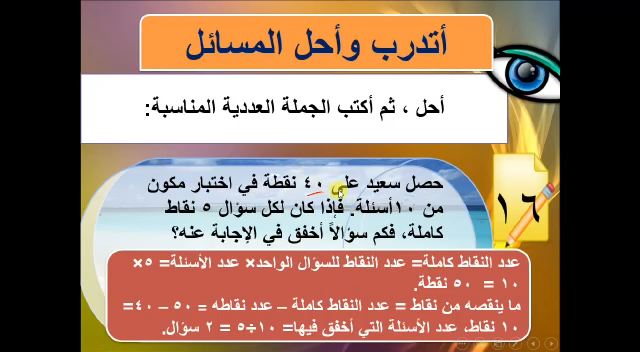 أتدرب وأحل المسائل
أحل ، ثم أكتب الجملة العددية المناسبة:
١٦
حصل سعيد على ٤٠ نقطة في اختبار مكون
من ١٠أسئلة. فإذا كان لكل سؤال ٥ نقاط
كاملة، فكم سؤالاً أخفق في الإجابة عنه؟
عدد النقاط كاملة= عدد النقاط للسؤال الواحد× عدد الأسئلة= ٥×
١٠ = ٥٠ نقطة.
ما ينقصه من نقاط = عدد النقاط كاملة – عدد نقاطه = ٥٠ – ٤٠=
١٠ نقاط، عدد الأسئلة التي أخفق فيها= ١٠÷٥ = ٢ سؤال.